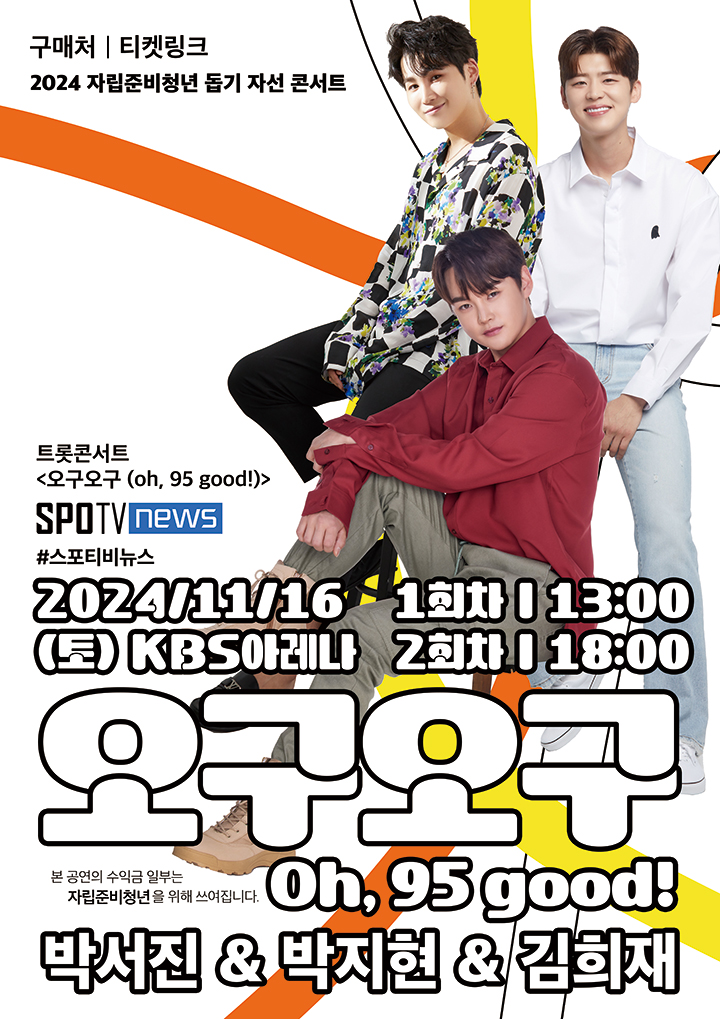 구매처 | 티켓링크
2024 자립준비청년 돕기 자선 콘서트
트롯콘서트
<오구오구 (oh, 95 good!)>
SPOTV news
#스포티비뉴스
2024/11/16 1회차 | 13:00
(토) KBS아레나 2회차 | 18:00
오구오구
본 공연의 수익금 일부는
자립준비청년을 위해 쓰여집니다.
Oh, 95 good!
박서진 & 박지현 & 김희재